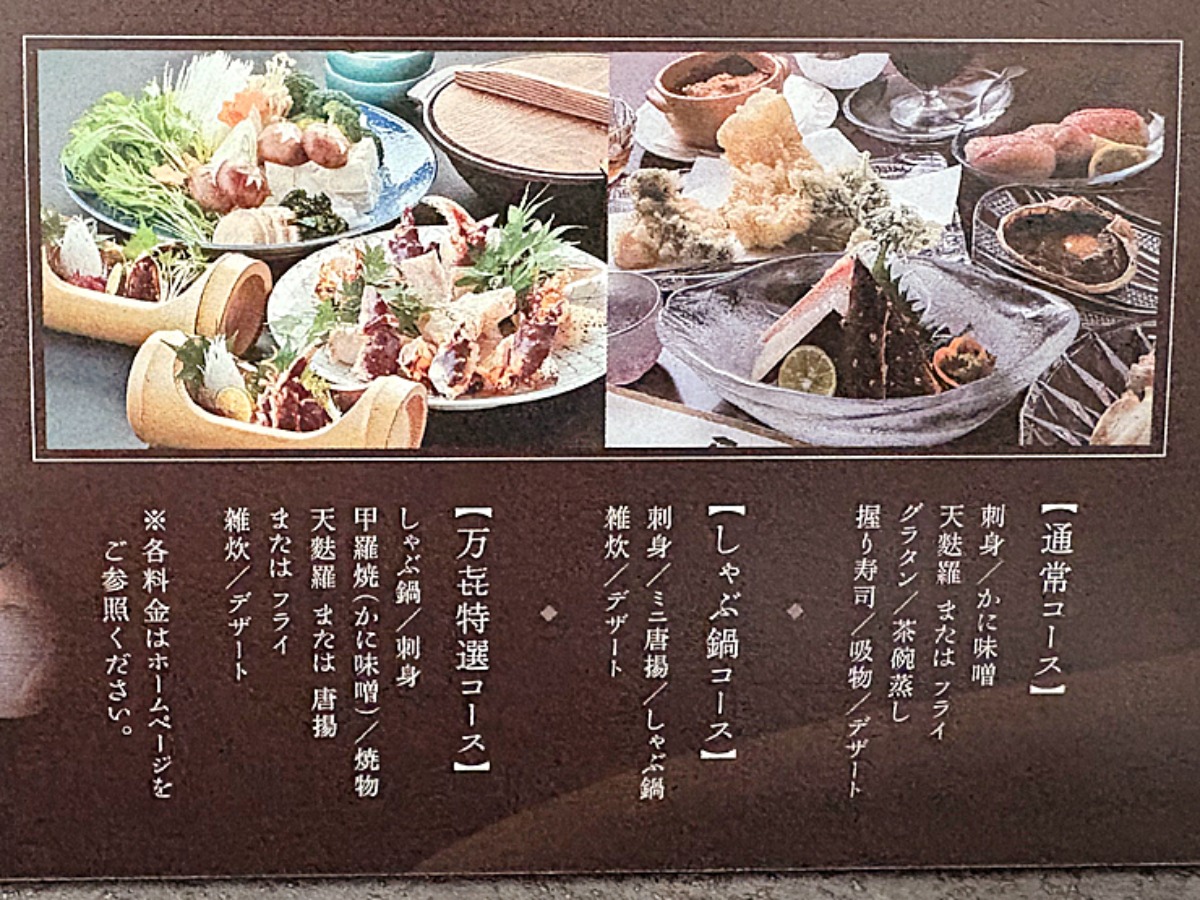 【通常コース】
刺身／かに味噌
天麩羅 または フライ
グラタン／茶碗蒸し
握り寿司／吸物／デザート
【しゃぶ鍋コース】
刺身／ミニ唐揚／しゃぶ鍋
雑炊／デザート
【万㐂特選コース】
しゃぶ鍋／刺身
甲羅焼（かに味噌）／焼物
天麩羅 または 唐揚
または フライ
雑炊／デザート
※各料金はホームページを
ご参照ください。